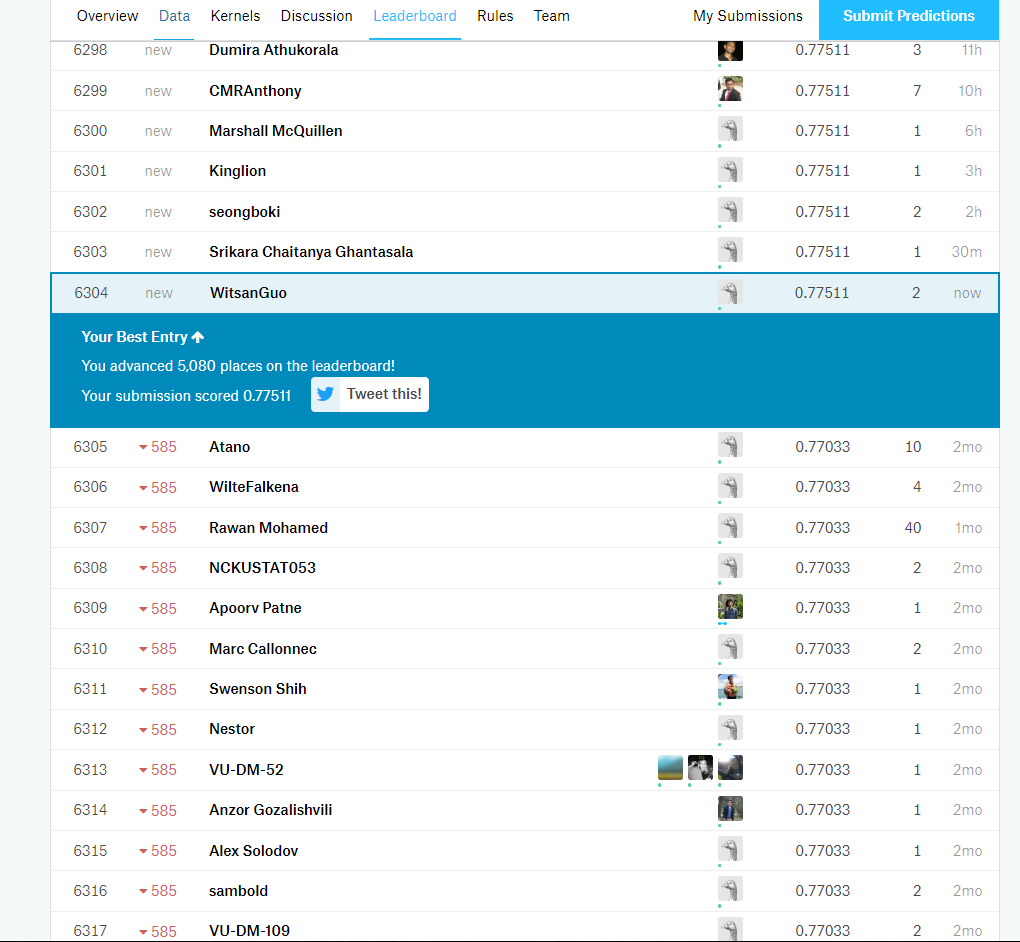 Overview Data Kernels Discussion Leaderboard Rules Team My Submissions Submit Predictions
6298 new Dumira Athukorala 0.77511 3 11h
6299 new CMRAnthony 0.77511 7 10h
6300 new Marshall McQuillen 0.77511 1 6h
6301 new Kinglion 0.77511 1 3h
6302 new seongboki 0.77511 2 2h
6303 new Srikara Chaitanya Ghantasala 0.77511 1 30m
6304 new WitsanGuo 0.77511 2 now
Your Best Entry
You advanced 5,080 places on the leaderboard!
Your submission scored 0.77511 Tweet this!
6305 585 Atano 0.77033 10 2mo
6306 585 WilteFalkena 0.77033 4 2mo
6307 585 Rawan Mohamed 0.77033 40 1mo
6308 585 NCKUSTAT053 0.77033 2 2mo
6309 585 Apoorv Patne 0.77033 1 2mo
6310 585 Marc Callonnec 0.77033 2 2mo
6311 585 Swenson Shih 0.77033 1 2mo
6312 585 Nestor 0.77033 1 2mo
6313 585 VU-DM-52 0.77033 1 2mo
6314 585 Anzor Gozalishvili 0.77033 1 2mo
6315 585 Alex Solodov 0.77033 1 2mo
6316 585 sambold 0.77033 2 2mo
6317 585 VU-DM-109 0.77033 2 2mo